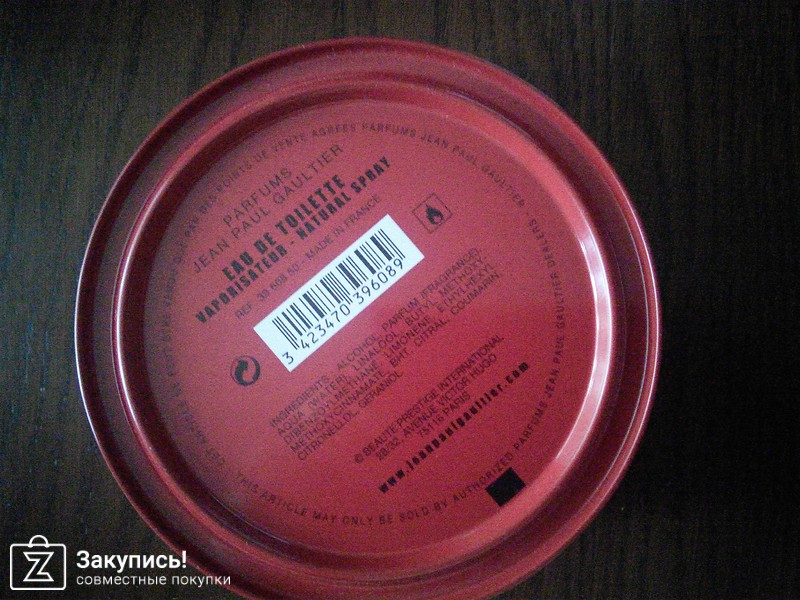 PARFUMS
JEAN PAUL GAULTIER
EAU DE TOILETTE
VAPORISATEUR - NATURAL SPRAY
REF. MADE IN FRANCE
3 423470 396089
INGREDIENTS: ALCOHOL, PARFUM (FRAGRANCE)
AQUA (WATER), LINALOOL, BUTYL METHOXY
DIBENZOYLMETHANE, LIMONENE, ETHYLHEXYL
METHOXYCINNAMATE, BHT, CITRAL, COUMARIN,
CITRONELLOL, GERANIOL
© BEAUTE PRESTIGE INTERNATIONAL
28/32, AVENUE VICTOR HUGO
75116 PARIS
www.jeanpaulgaultier.com
PAR DES POINTS DE VENTE AGREES PARFUMS JEAN PAUL GAULTIER -
THIS ARTICLE MAY ONLY BE SOLD BY AUTHORIZED PARFUMS JEAN PAUL GAULTIER DEALERS -
Закупись!
совместные покупки